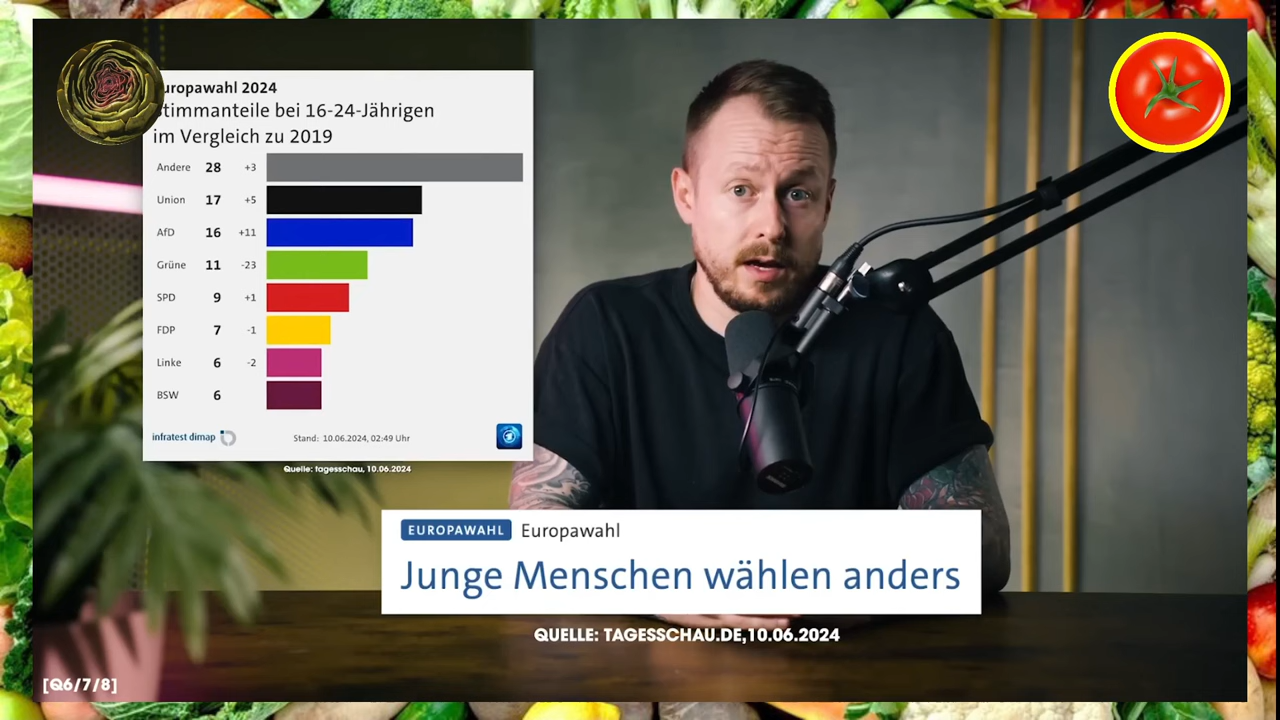 uropawahl 2024
timmanteile bei 16-24-Jährigen
im Vergleich zu 2019
Andere 28 +3
Union 17 +5
AfD 16 +11
Grüne 11 -23
SPD 9 +1
FDP 7 -1
Linke 6 -2
BSW 6
infratest dimap
Stand: 10.06.2024, 02:49 Uhr
Quelle: tagesschau, 10.06.2024
EUROPAWAHL Europawahl
Junge Menschen wählen anders
QUELLE: TAGESSCHAU.DE,10.06.2024
[Q6/7/8]